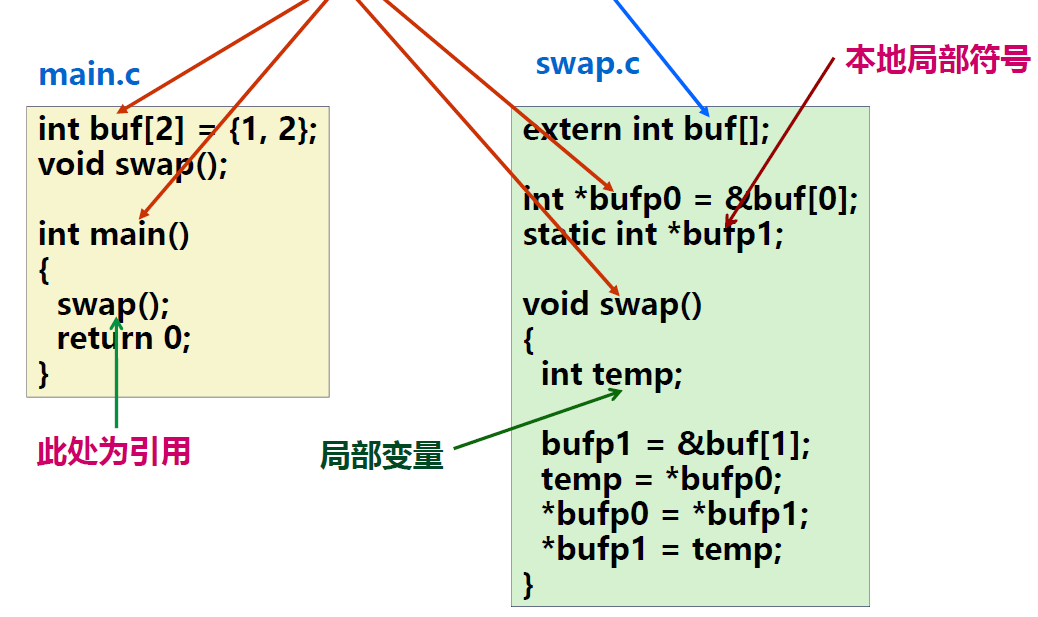 main.c
int buf[2] = {1, 2};
void swap();
int main()
{
swap();
return 0;
}
此处为引用
局部变量
swap.c
本地局部符号
extern int buf[];
int *bufp0 = &buf[0];
static int *bufp1;
void swap()
{
int temp;
bufp1 = &buf[1];
temp = *bufp0;
*bufp0 = *bufp1;
*bufp1 = temp;
}